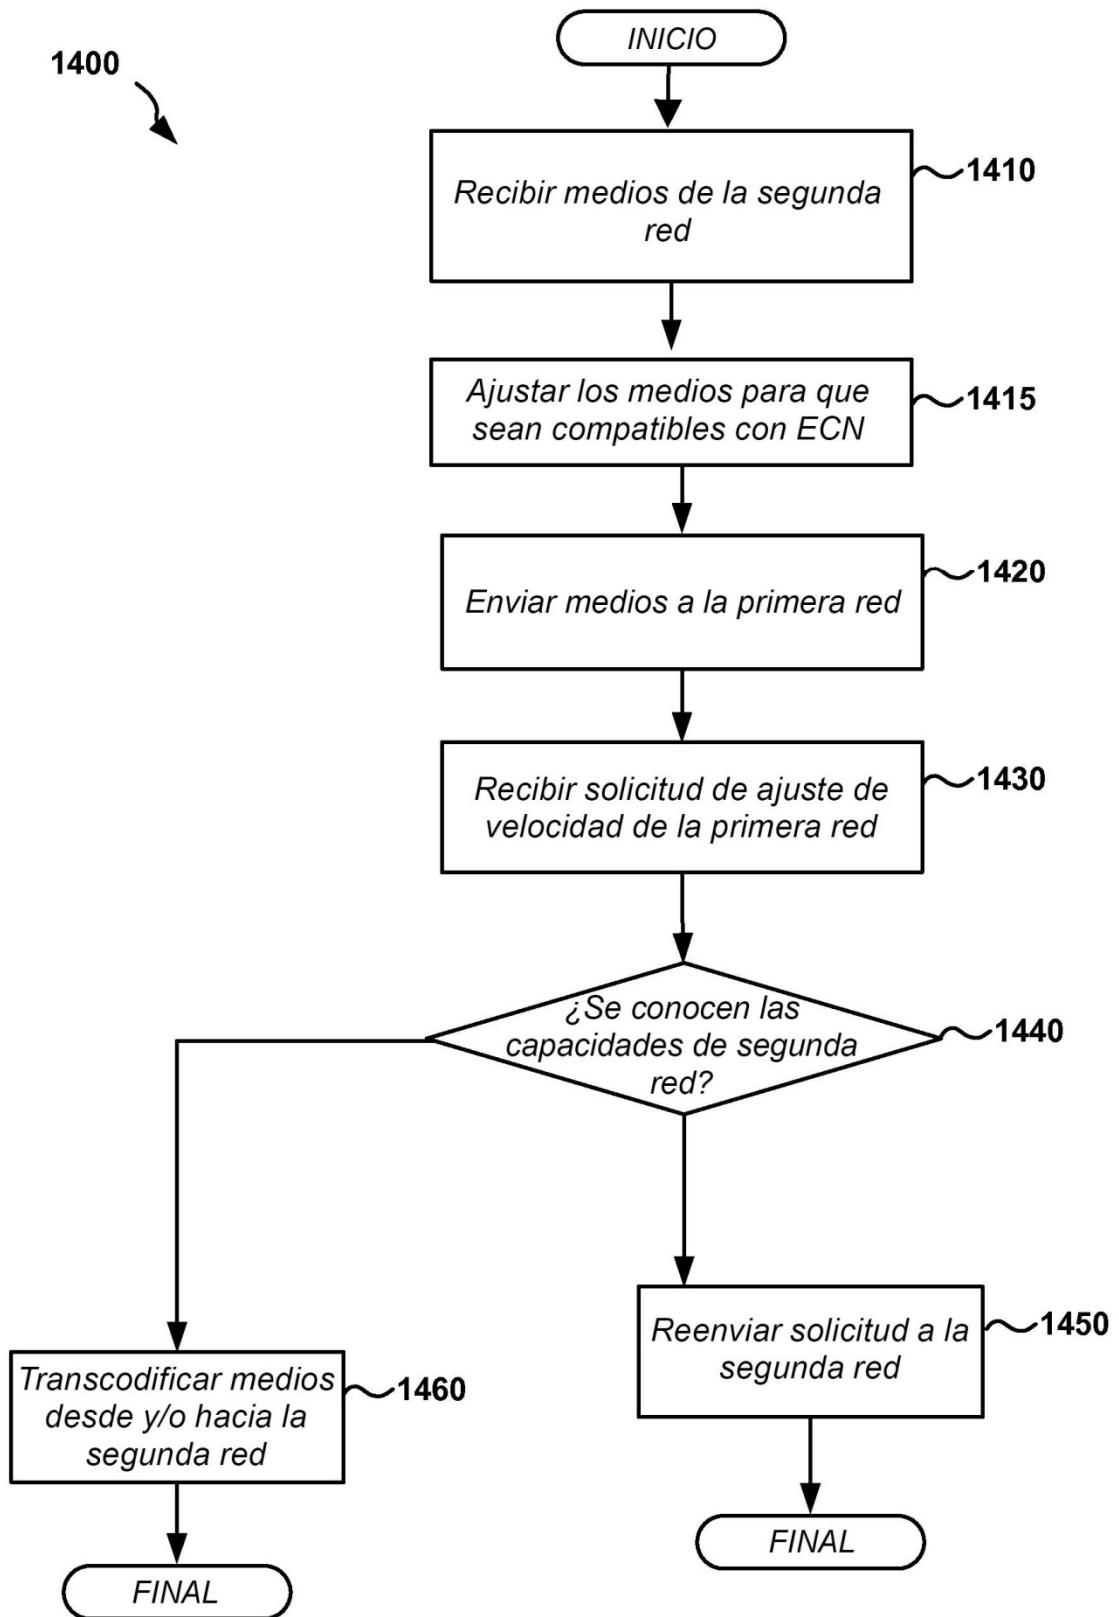 INICIO
1400
Recibir medios de la segunda
red
1410
Ajustar los medios para que
sean compatibles con ECN
1415
Enviar medios a la primera red
1420
Recibir solicitud de ajuste de
velocidad de la primera red
1430
¿Se conocen las
capacidades de segunda
red?
1440
Reenviar solicitud a la
segunda red
1450
Transcodificar medios
desde y/o hacia la
segunda red
1460
FINAL
FINAL